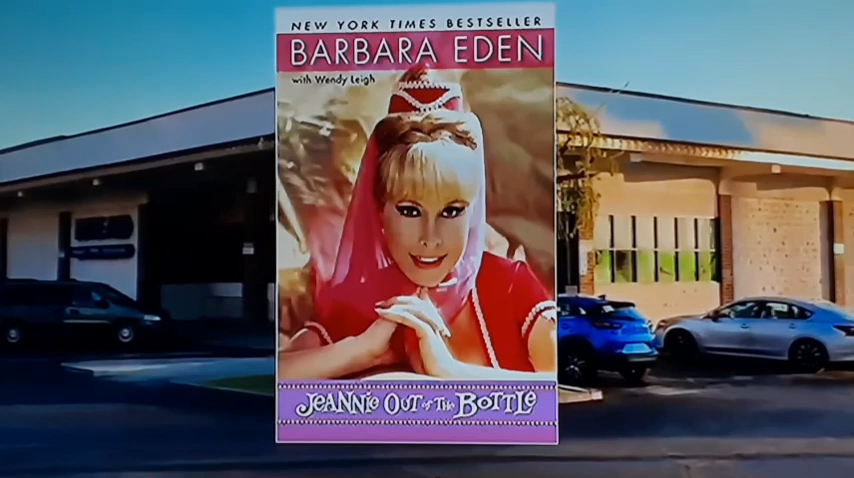 NEW YORK TIMES BESTSELLER
BARBARA EDEN
with Wendy Leigh
JEANNIE OUT OF THE BOTTLE